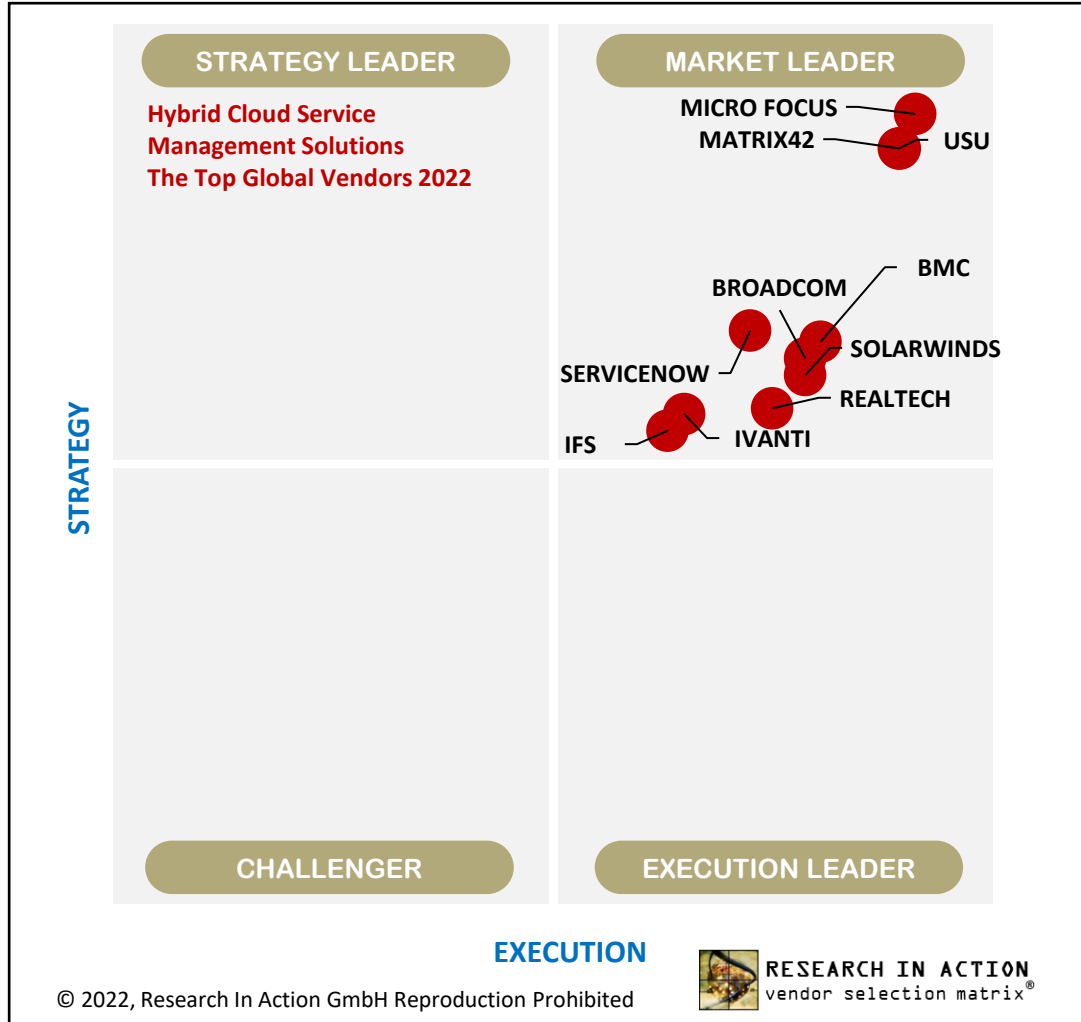 STRATEGY LEADER
MARKET LEADER
Hybrid Cloud Service
Management Solutions
The Top Global Vendors 2022
MICRO FOCUS
MATRIX42
USU
BMC
BROADCOM
SOLARWINDS
SERVICENOW
REALTECH
IVANTI
IFS
STRATEGY
CHALLENGER
EXECUTION LEADER
EXECUTION
RESEARCH IN ACTION
vendor selection matrix®
© 2022, Research In Action GmbH Reproduction Prohibited